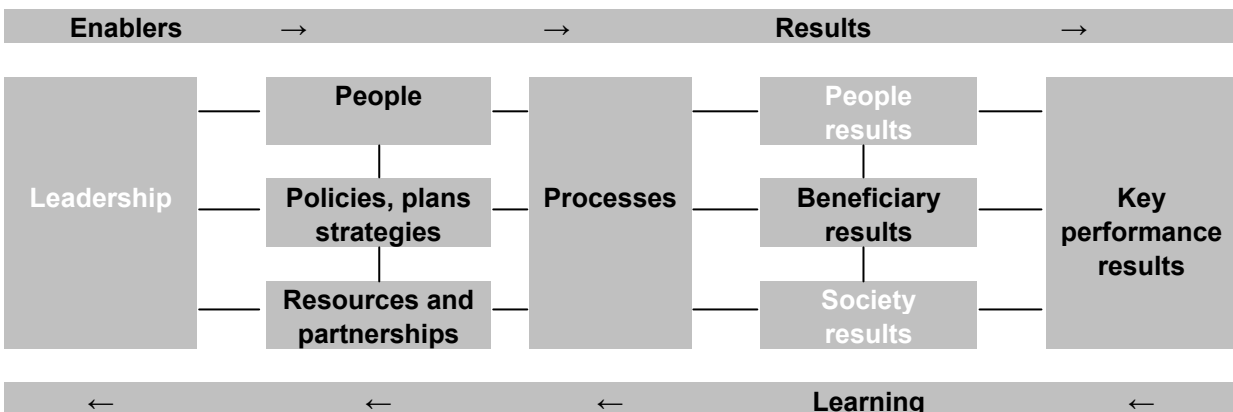 Enablers → → Results →
People
People
results
Leadership
Policies, plans
strategies
Processes
Beneficiary
results
Key
performance
results
Resources and
partnerships
Society
results
← ← ← Learning ←